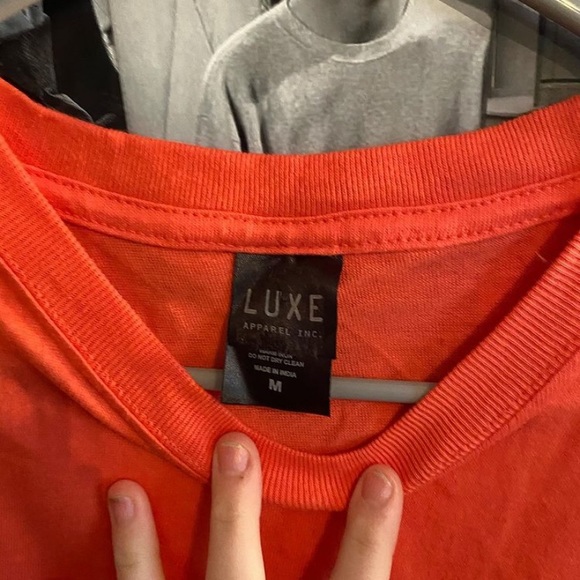 LUXE
APPAREL INC.
DO NOT DRY CLEAN
MADE IN INDIA
M